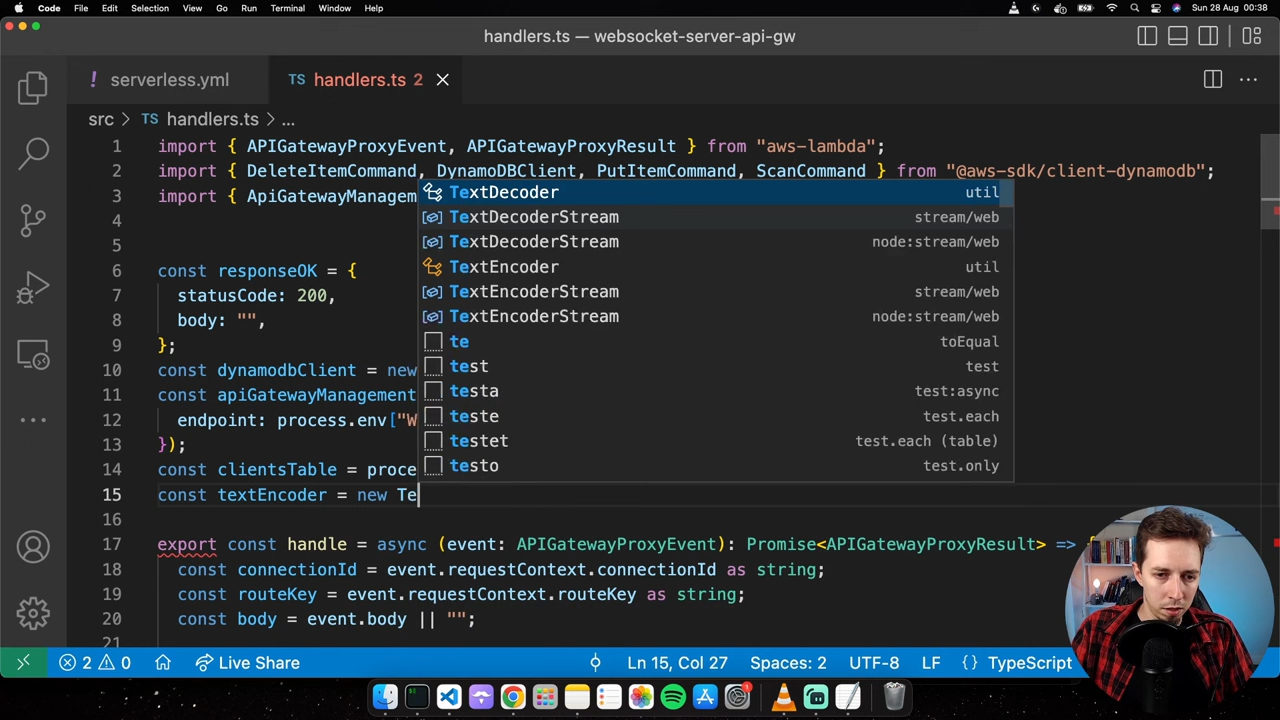 Code File Edit Selection View Go Run Terminal Window Help Sun 28 Aug 00:38
handlers.ts — websocket-server-api-gw
! serverless.yml TS handlers.ts 2
src > TS handlers.ts > ...
1 import { APIGatewayProxyEvent, APIGatewayProxyResult } from "aws-lambda";
2 import { DeleteItemCommand, DynamoDBClient, PutItemCommand, ScanCommand } from "@aws-sdk/client-dynamodb";
3 import { ApiGatewayManagem
TextDecoder util
TextDecoderStream stream/web
TextDecoderStream node:stream/web
TextEncoder util
TextEncoderStream stream/web
TextEncoderStream node:stream/web
te toEqual
test test
testa test:async
teste test.each
testet test.each (table)
testo test.only
4
5
6 const responseOK = {
7 statusCode: 200,
8 body: "",
9 };
10 const dynamodbClient = new
11 const apiGatewayManagement
12 endpoint: process.env["W
13 });
14 const clientsTable = proce
15 const textEncoder = new Te
16
17 export const handle = async (event: APIGatewayProxyEvent): Promise<APIGatewayProxyResult> => {
18 const connectionId = event.requestContext.connectionId as string;
19 const routeKey = event.requestContext.routeKey as string;
20 const body = event.body || "";
21
2 0 Live Share Ln 15, Col 27 Spaces: 2 UTF-8 LF {} TypeScript